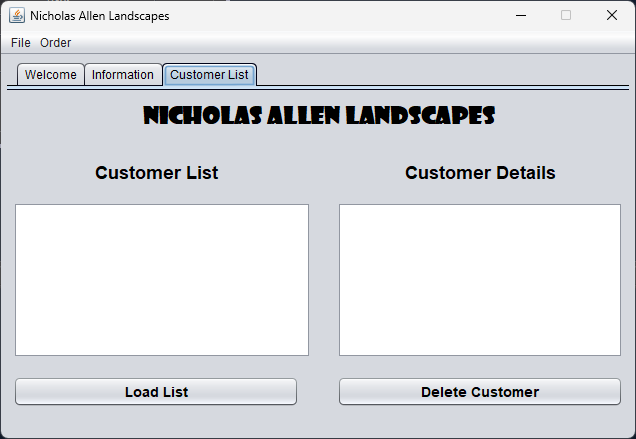 Nicholas Allen Landscapes
File Order
Welcome Information Customer List
NICHOLAS ALLEN LANDSCAPES
Customer List Customer Details
Load List Delete Customer